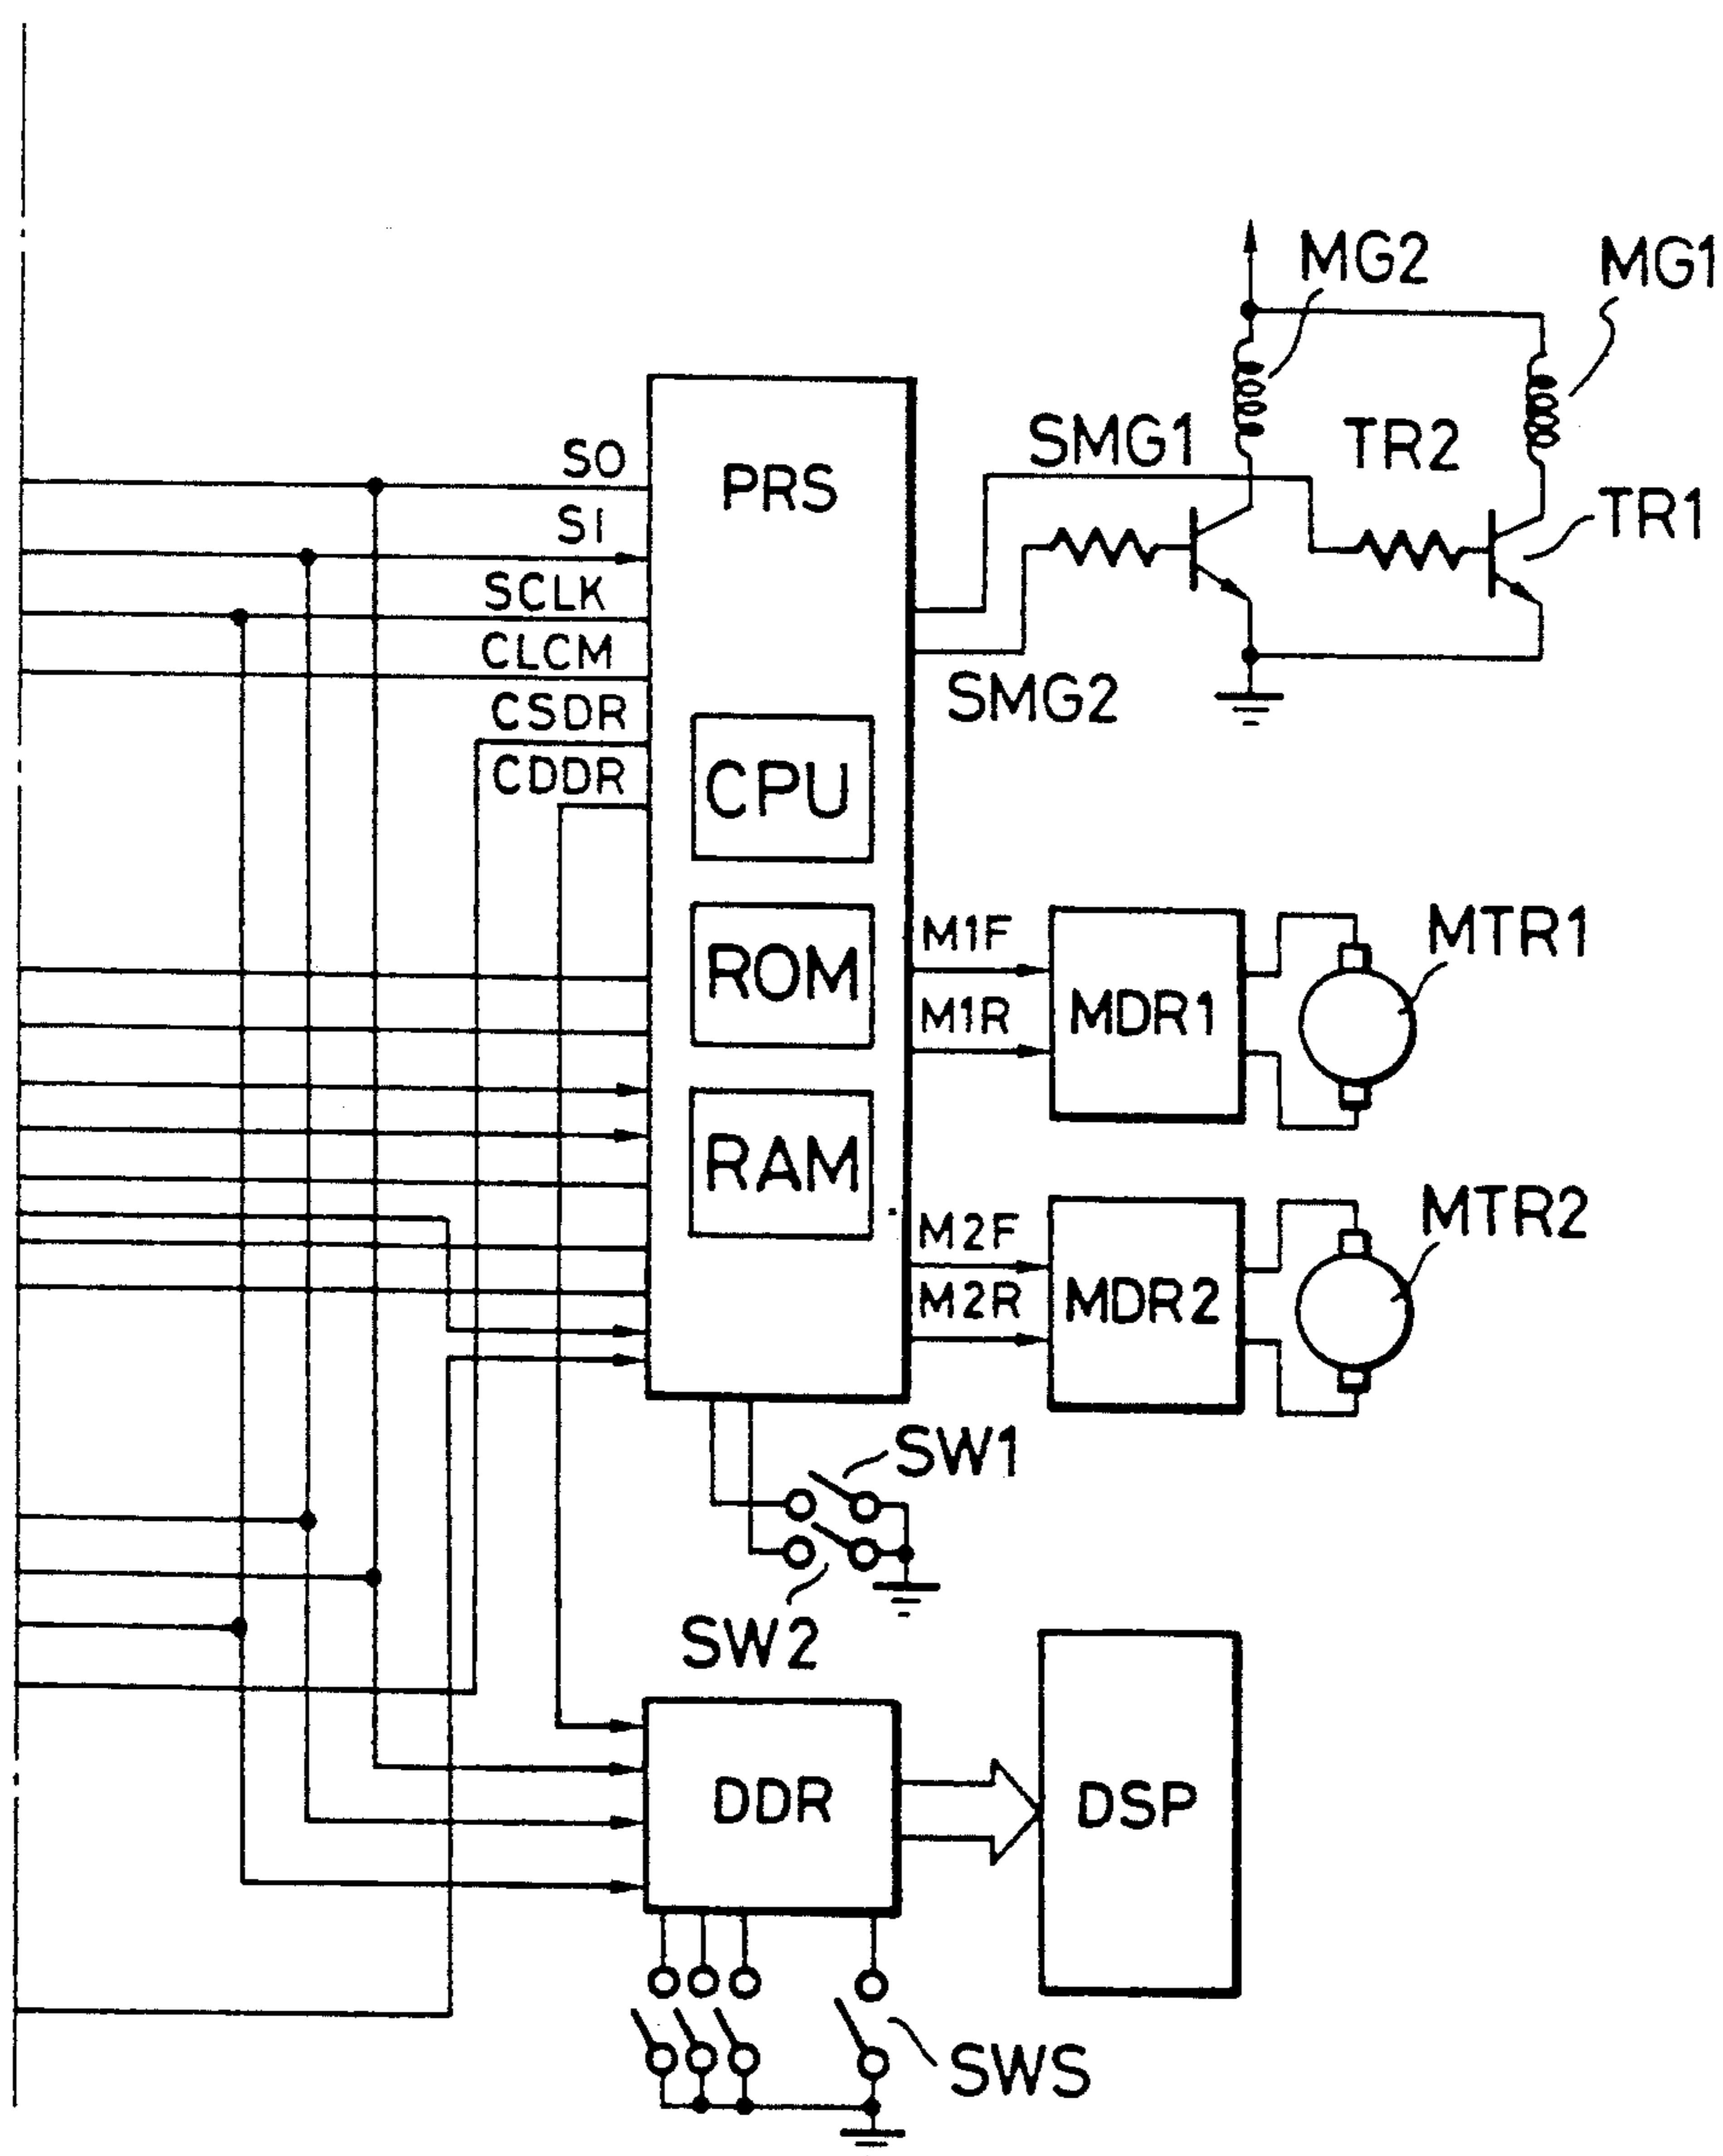 MG2
MG1
SMG1
TR2
SO
PRS
TR1
SI
SCLK
CLCM
SMG2
CSDR
CDDR
CPU
M1F
MTR1
ROM
M1R
MDR1
RAM
M2F
MTR2
M2R
MDR2
SW1
SW2
DDR
DSP
SWS